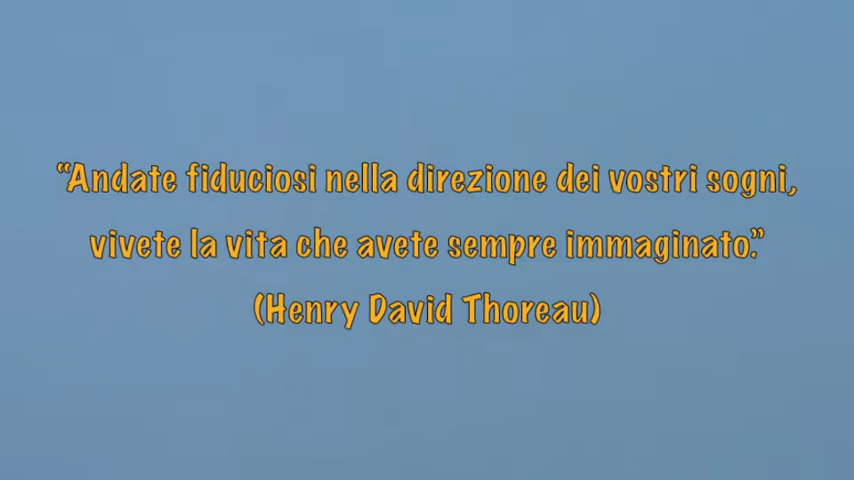 “Andate fiduciosi nella direzione dei vostri sogni,
vivete la vita che avete sempre immaginato.”
(Henry David Thoreau)